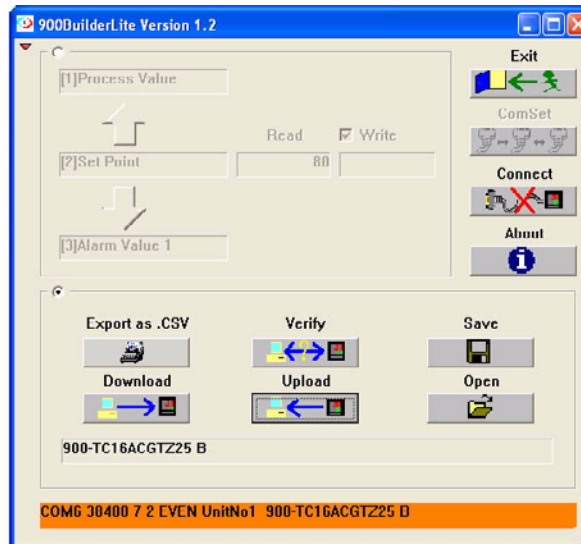 900BuilderLite Version 1.2
Exit
[1]Process Value
ComSet
Read Write
[2]Set Point 80
Connect
About
[3]Alarm Value 1
Export as .CSV Verify Save
Download Upload Open
900-TC16ACGTZ25 B
COM6 38400 7 2 EVEN UnitNo1 900-TC16ACGTZ25 B